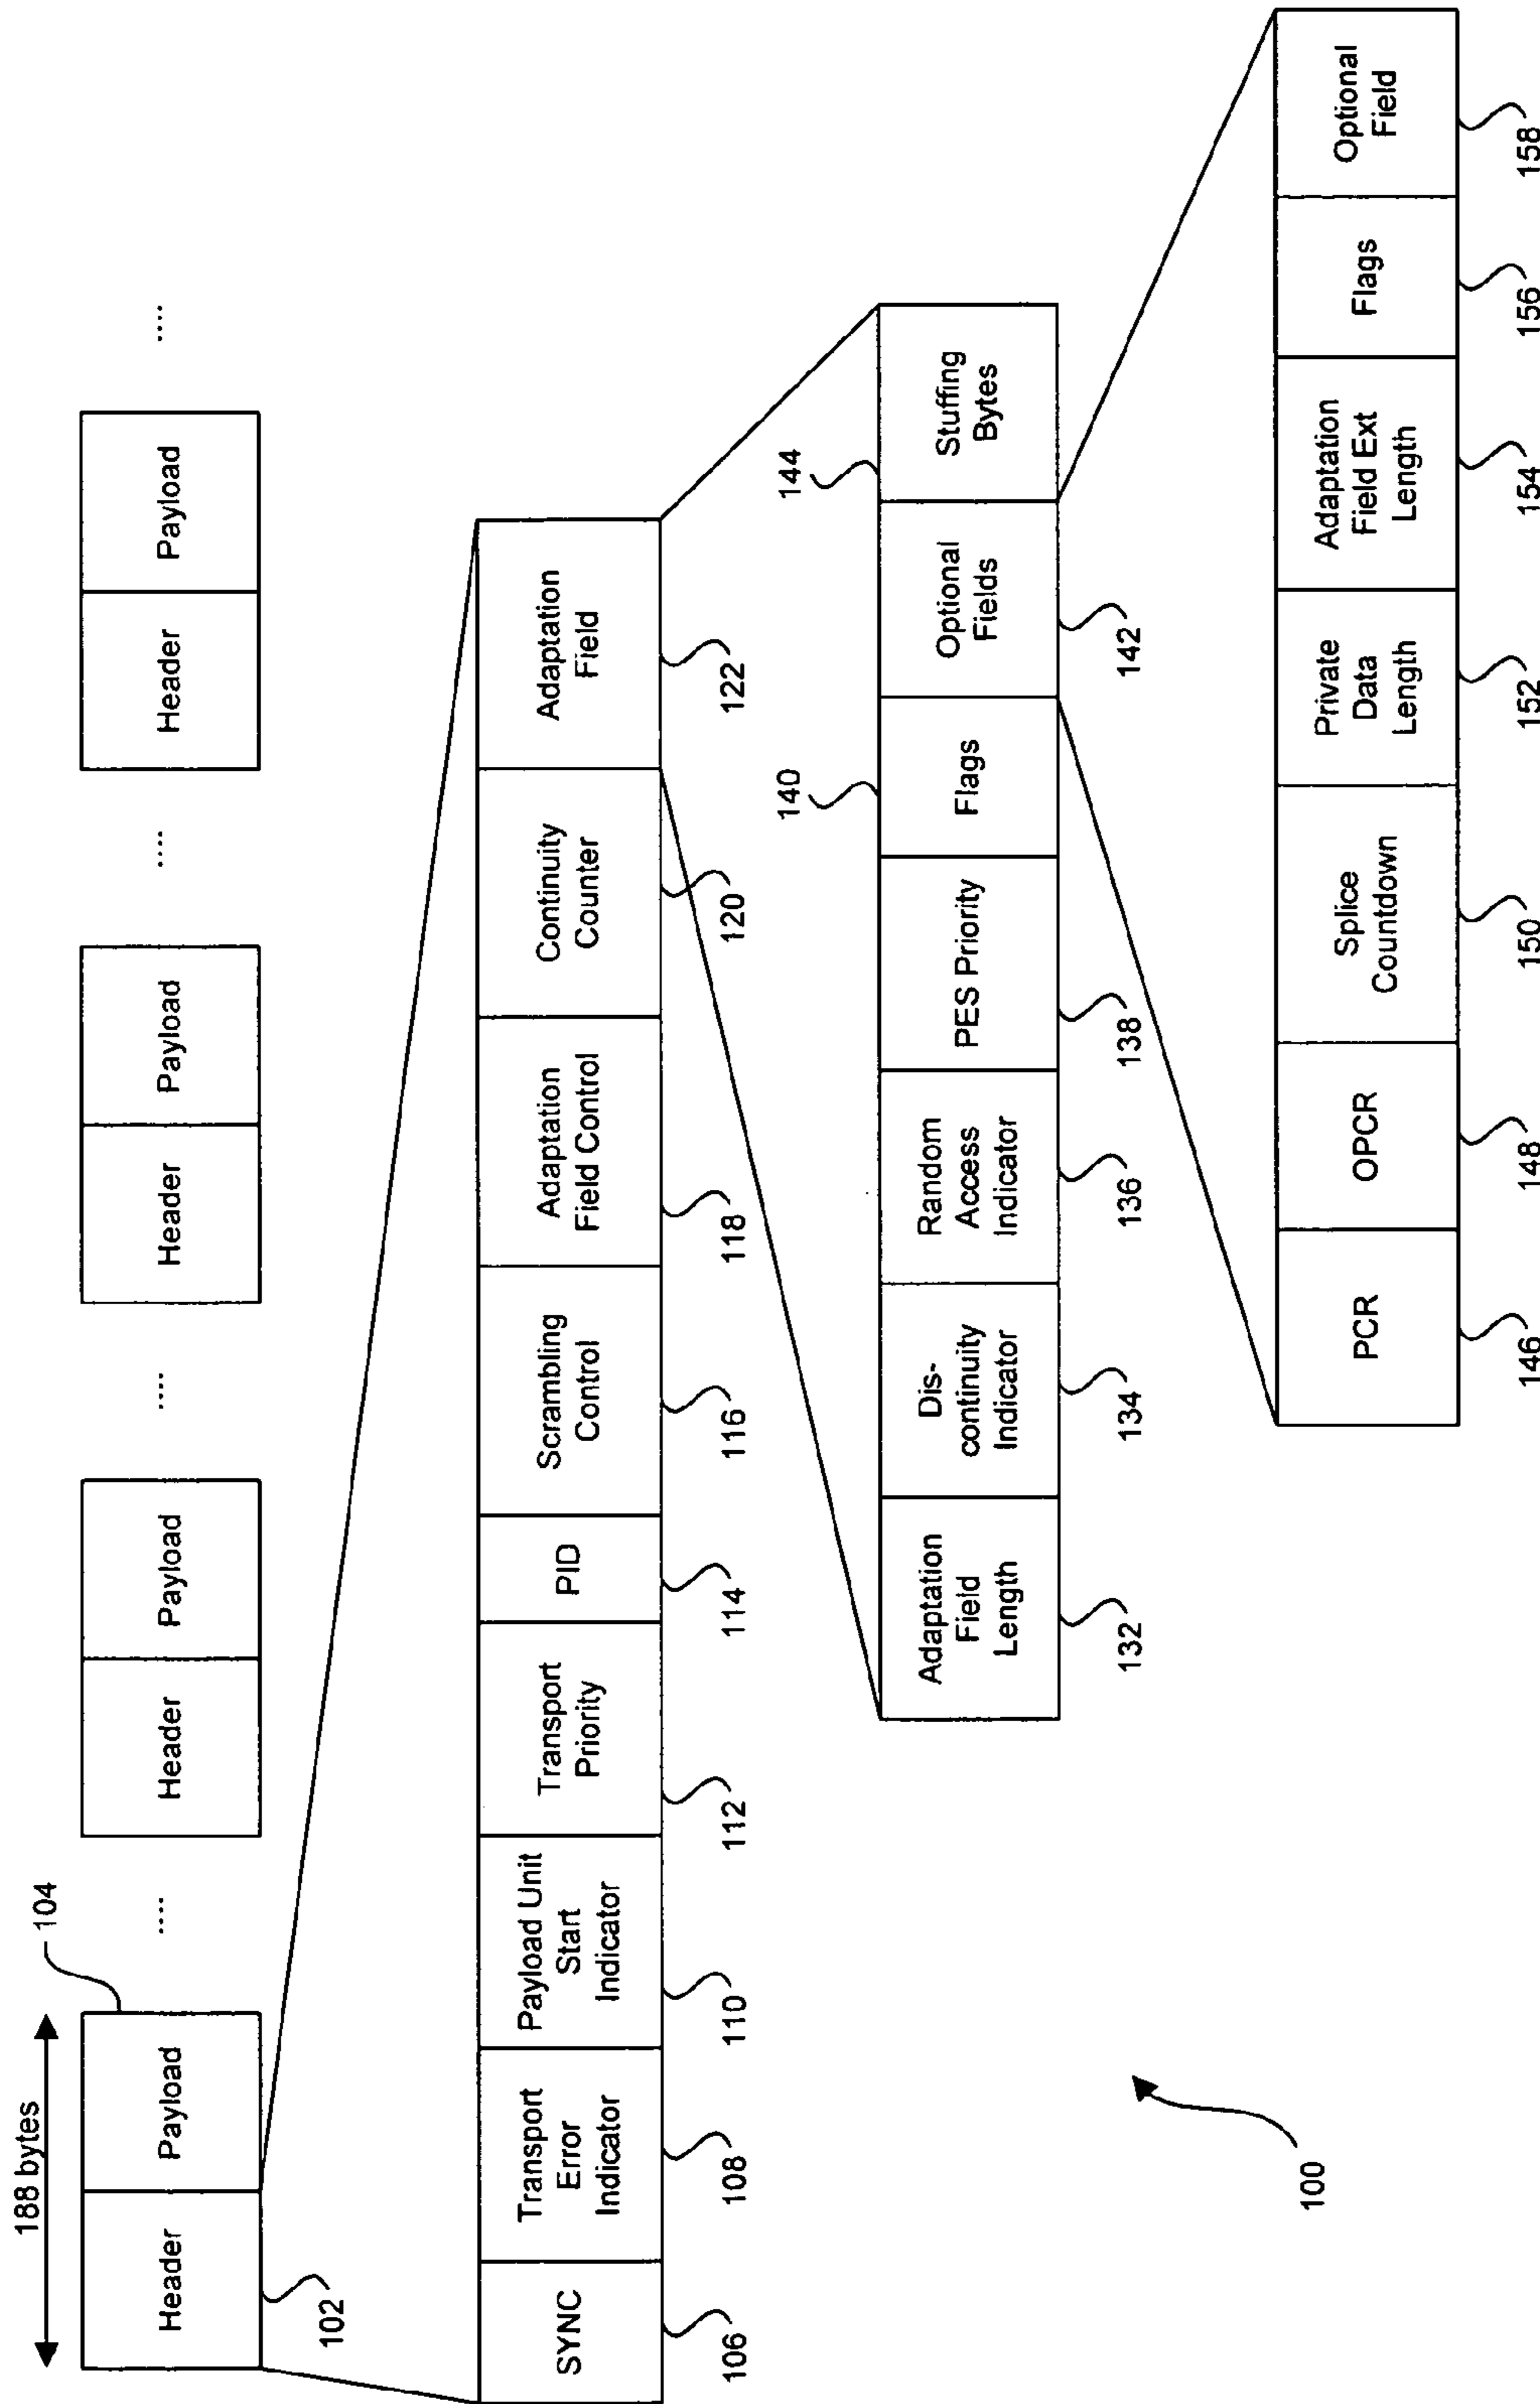 188 bytes
104
Header
Payload
....
Header
Payload
....
Header
Payload
....
Header
Payload
....
102
SYNC
Transport
Error
Indicator
Payload Unit
Start
Indicator
Transport
Priority
PID
Scrambling
Control
Adaptation
Field Control
Continuity
Counter
Adaptation
Field
106
108
110
112
114
116
118
120
122
140
144
Adaptation
Field
Length
Dis-
continuity
Indicator
Random
Access
Indicator
PES Priority
Flags
Optional
Fields
Stuffing
Bytes
132
134
136
138
142
100
PCR
OPCR
Splice
Countdown
Private
Data
Length
Adaptation
Field Ext
Length
Flags
Optional
Field
146
148
150
152
154
156
158